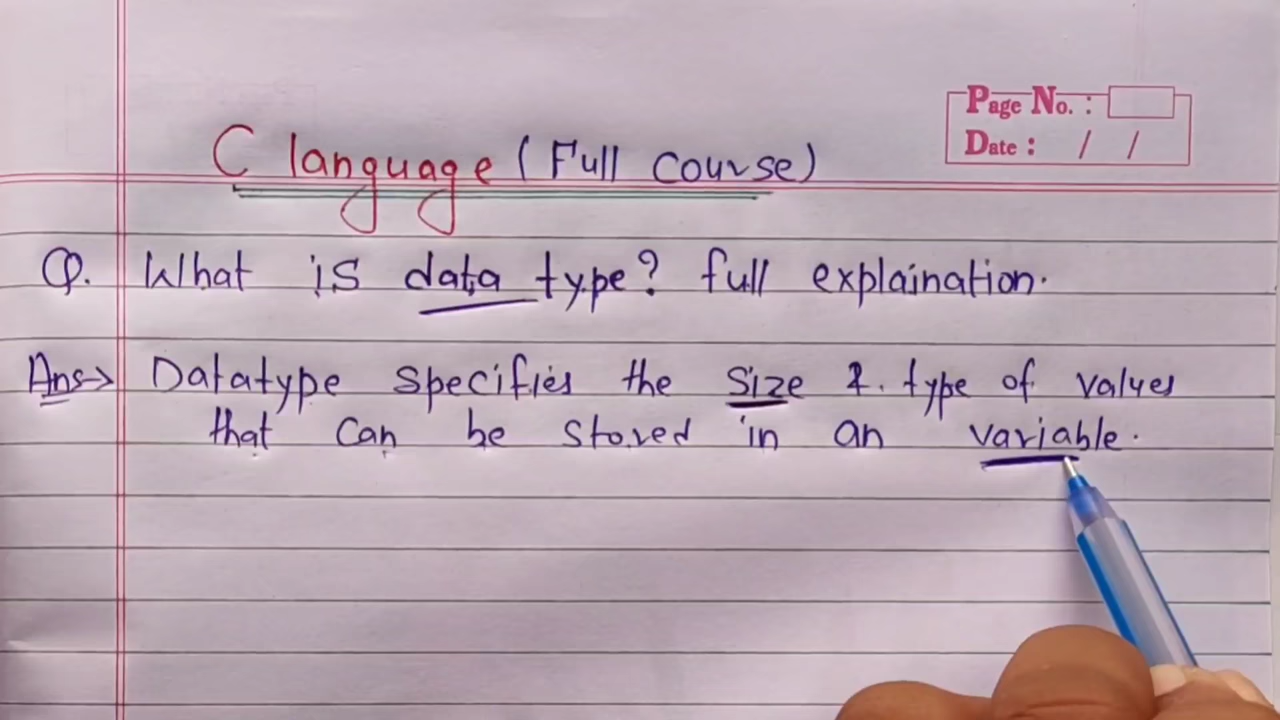 Page No. :
Date : / /
C language (Full course)
Q. What is data type? full explaination.
Ans→ Datatype specifies the size & type of values
that can be stored in an variable.